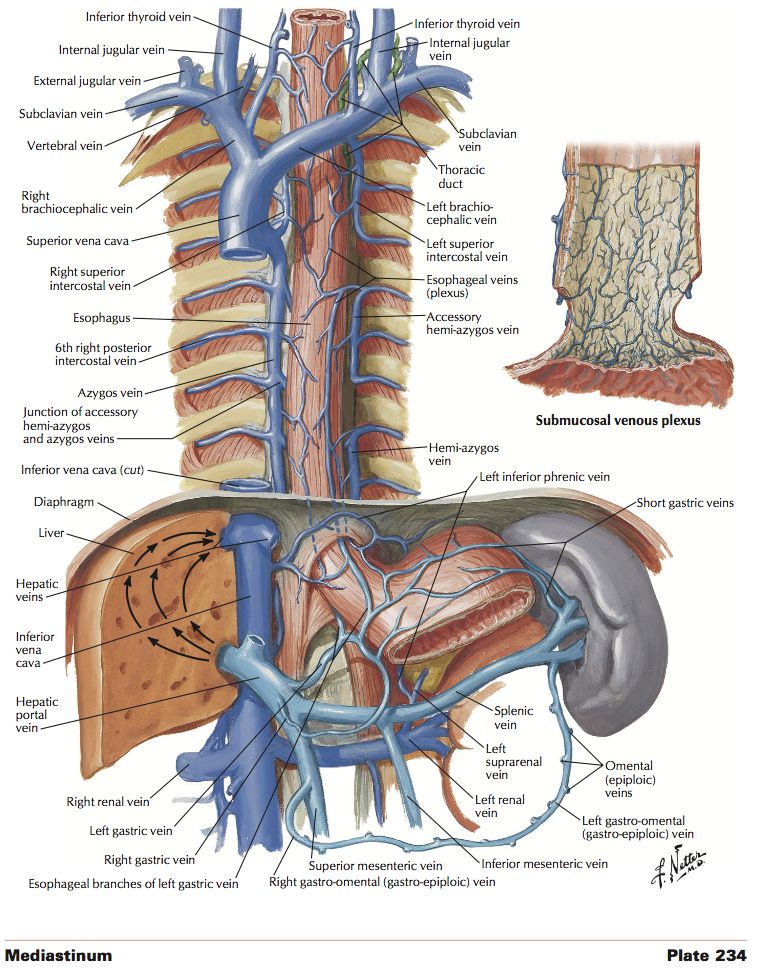 Inferior thyroid vein
Internal jugular vein
External jugular vein
Subclavian vein
Vertebral vein
Right
brachiocephalic vein
Superior vena cava
Right superior
intercostal vein
Esophagus
6th right posterior
intercostal vein
Azygos vein
Junction of accessory
hemi-azygos
and azygos veins
Inferior vena cava (cut)
Diaphragm
Liver
Hepatic
veins
Inferior
vena
cava
Hepatic
portal
vein
Right renal vein
Left gastric vein
Right gastric vein
Esophageal branches of left gastric vein
Inferior thyroid vein
Internal jugular
vein
Subclavian
vein
Thoracic
duct
Left brachio-
cephalic vein
Left superior
intercostal vein
Esophageal veins
(plexus)
Accessory
hemi-azygos vein
Hemi-azygos
vein
Left inferior phrenic vein
Short gastric veins
Splenic
vein
Left
suprarenal
vein
Left renal
vein
Omental
(epiploic)
veins
Left gastro-omental
(gastro-epiploic) vein
Inferior mesenteric vein
Superior mesenteric vein
Right gastro-omental (gastro-epiploic) vein
Submucosal venous plexus
F. Netter
M.D.
Mediastinum
Plate 234